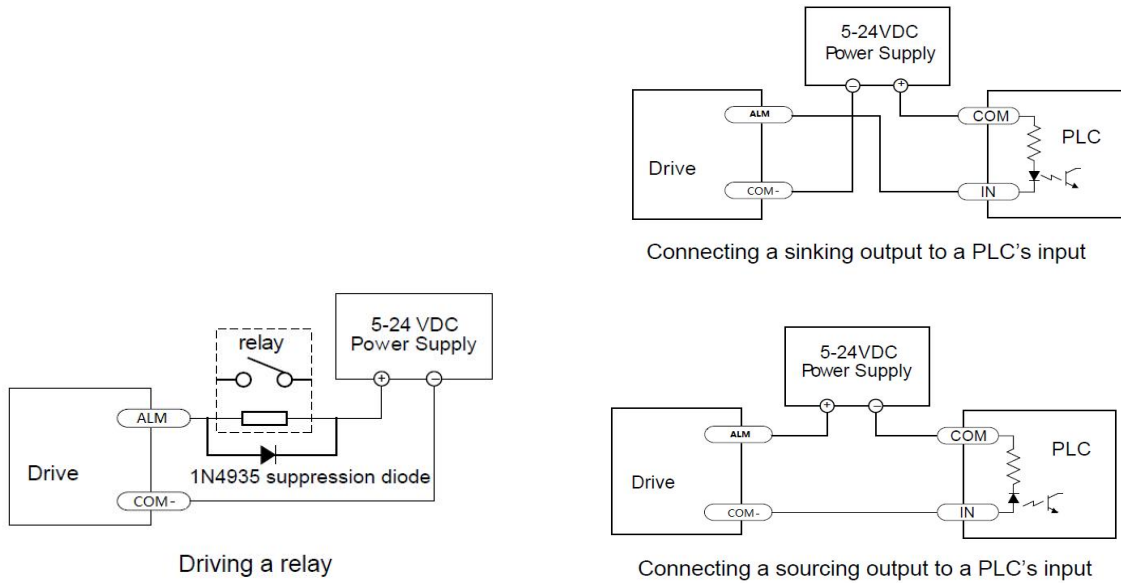 5-24VDC
Power Supply
−
+
ALM
COM
PLC
Drive
COM-
IN
Connecting a sinking output to a PLC's input
5-24 VDC
Power Supply
relay
+
−
ALM
1N4935 suppression diode
Drive
COM-
Driving a relay
5-24VDC
Power Supply
+
−
ALM
COM
PLC
Drive
COM-
IN
Connecting a sourcing output to a PLC's input